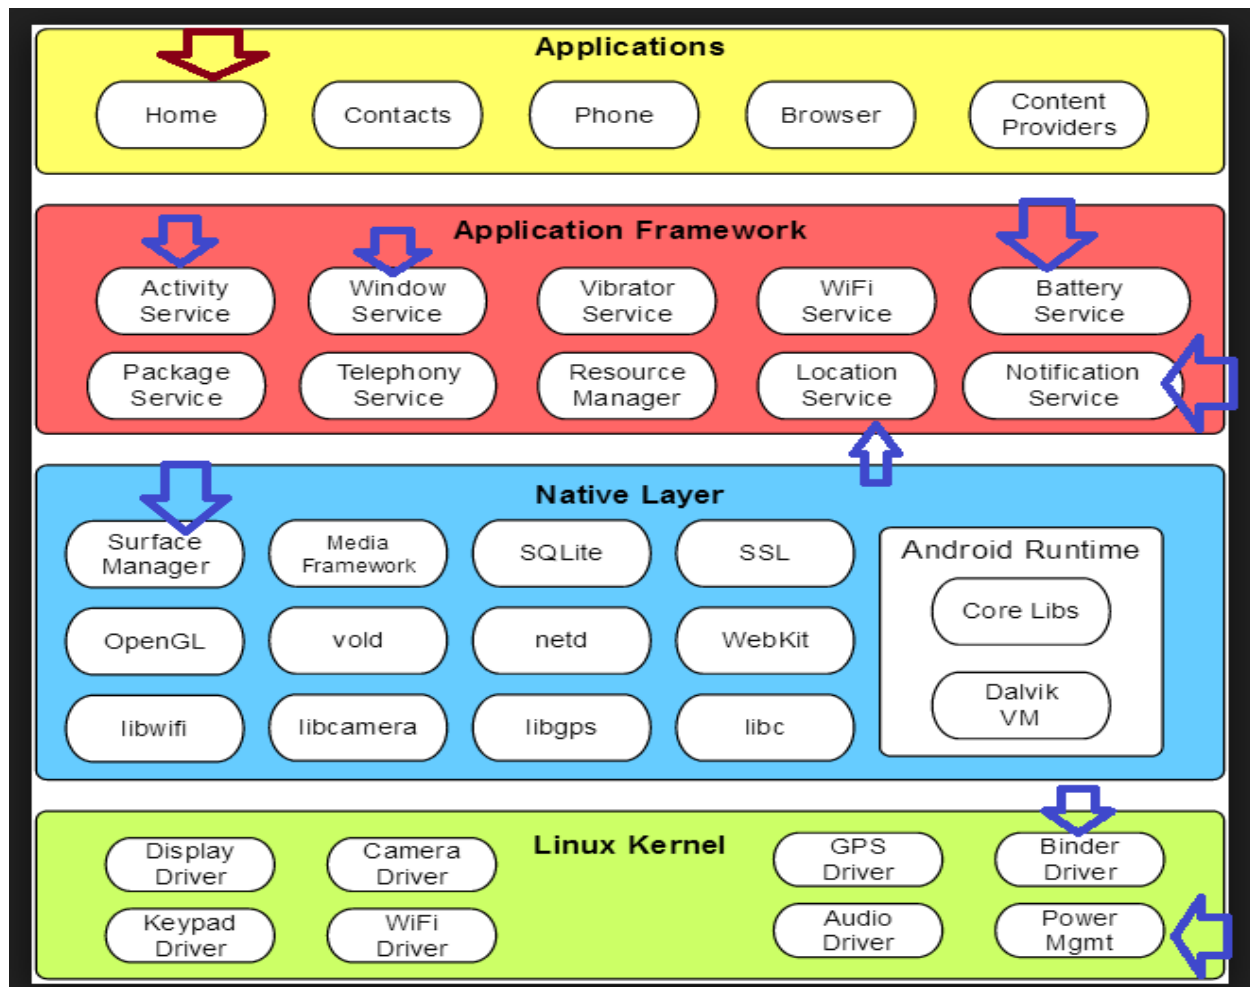 Applications
Home
Contacts
Phone
Browser
Content
Providers
Application Framework
Activity
Service
Window
Service
Vibrator
Service
WiFi
Service
Battery
Service
Package
Service
Telephony
Service
Resource
Manager
Location
Service
Notification
Service
Native Layer
Surface
Manager
Media
Framework
SQLite
SSL
Android Runtime
Core Libs
OpenGL
vold
netd
WebKit
Dalvik
VM
libwifi
libcamera
libgps
libc
Linux Kernel
Display
Driver
Camera
Driver
GPS
Driver
Binder
Driver
Keypad
Driver
WiFi
Driver
Audio
Driver
Power
Mgmt